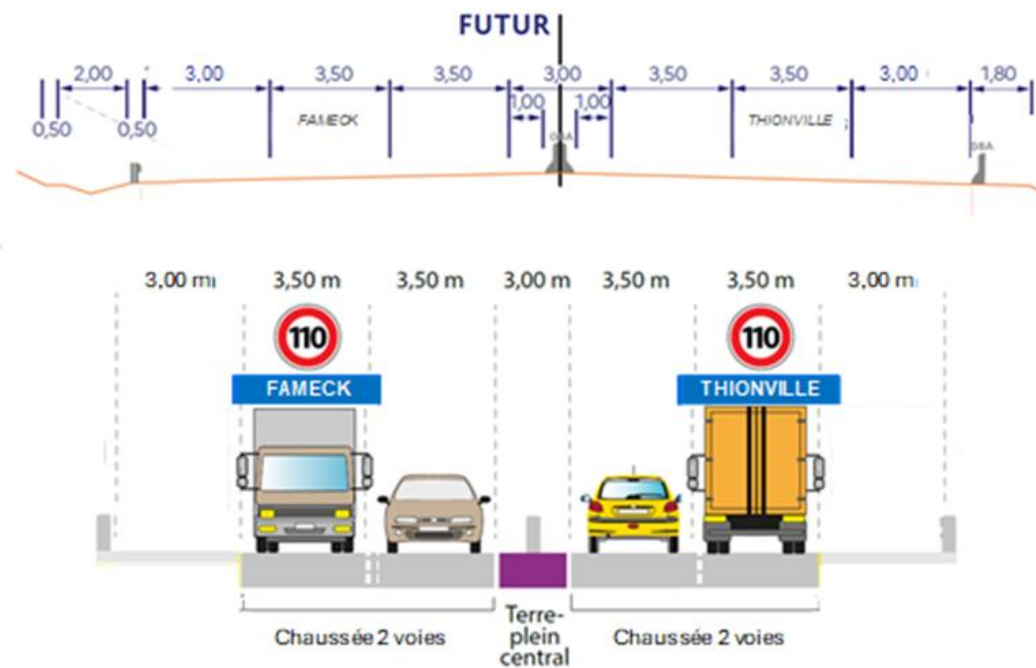 FUTUR
2,00 3,00 3,50 3,50 3,00 3,50 3,50 3,00 1,80
1,00 1,00
0,50 0,50 FAMECK THIONVILLE
GBA
GBA
3,00 m 3,50 m 3,50 m 3,00 m 3,50 m 3,50 m 3,00 m
110 110
FAMECK THIONVILLE
Chaussée 2 voies Terre-
plein
central Chaussée 2 voies